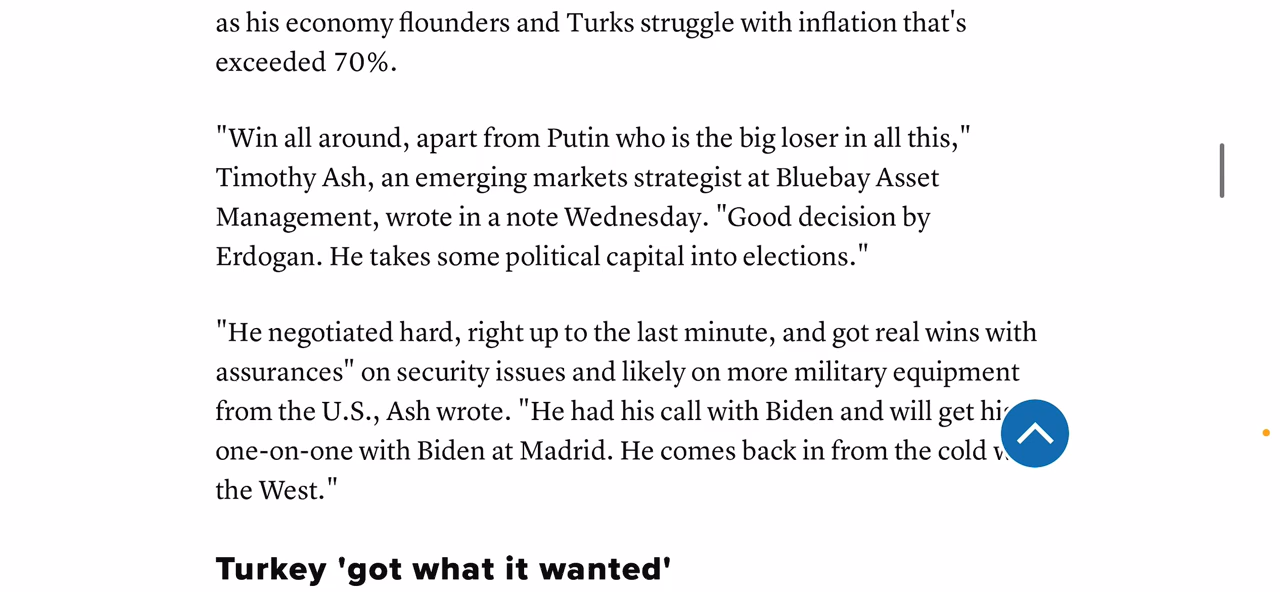 as his economy flounders and Turks struggle with inflation that's
exceeded 70%.
"Win all around, apart from Putin who is the big loser in all this,"
Timothy Ash, an emerging markets strategist at Bluebay Asset
Management, wrote in a note Wednesday. "Good decision by
Erdogan. He takes some political capital into elections."
"He negotiated hard, right up to the last minute, and got real wins with
assurances" on security issues and likely on more military equipment
from the U.S., Ash wrote. "He had his call with Biden and will get
one-on-one with Biden at Madrid. He comes back in from the cold
the West."
Turkey 'got what it wanted'